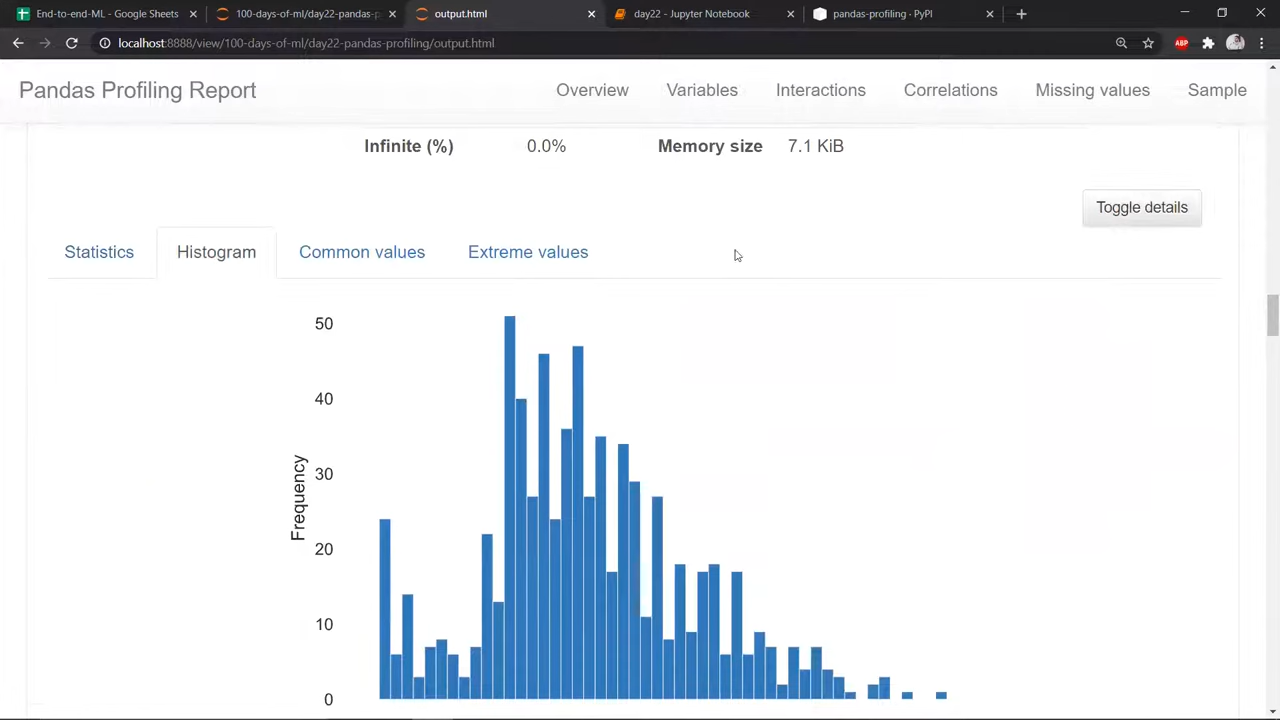 End-to-end-ML - Google Sheets
100-days-of-ml/day22-pandas-p
output.html
day22 - Jupyter Notebook
pandas-profiling · PyPI
localhost:8888/view/100-days-of-ml/day22-pandas-profiling/output.html
ABP
Pandas Profiling Report
Overview
Variables
Interactions
Correlations
Missing values
Sample
Infinite (%)
0.0%
Memory size
7.1 KiB
Toggle details
Statistics
Histogram
Common values
Extreme values
50
40
30
20
10
0
Frequency